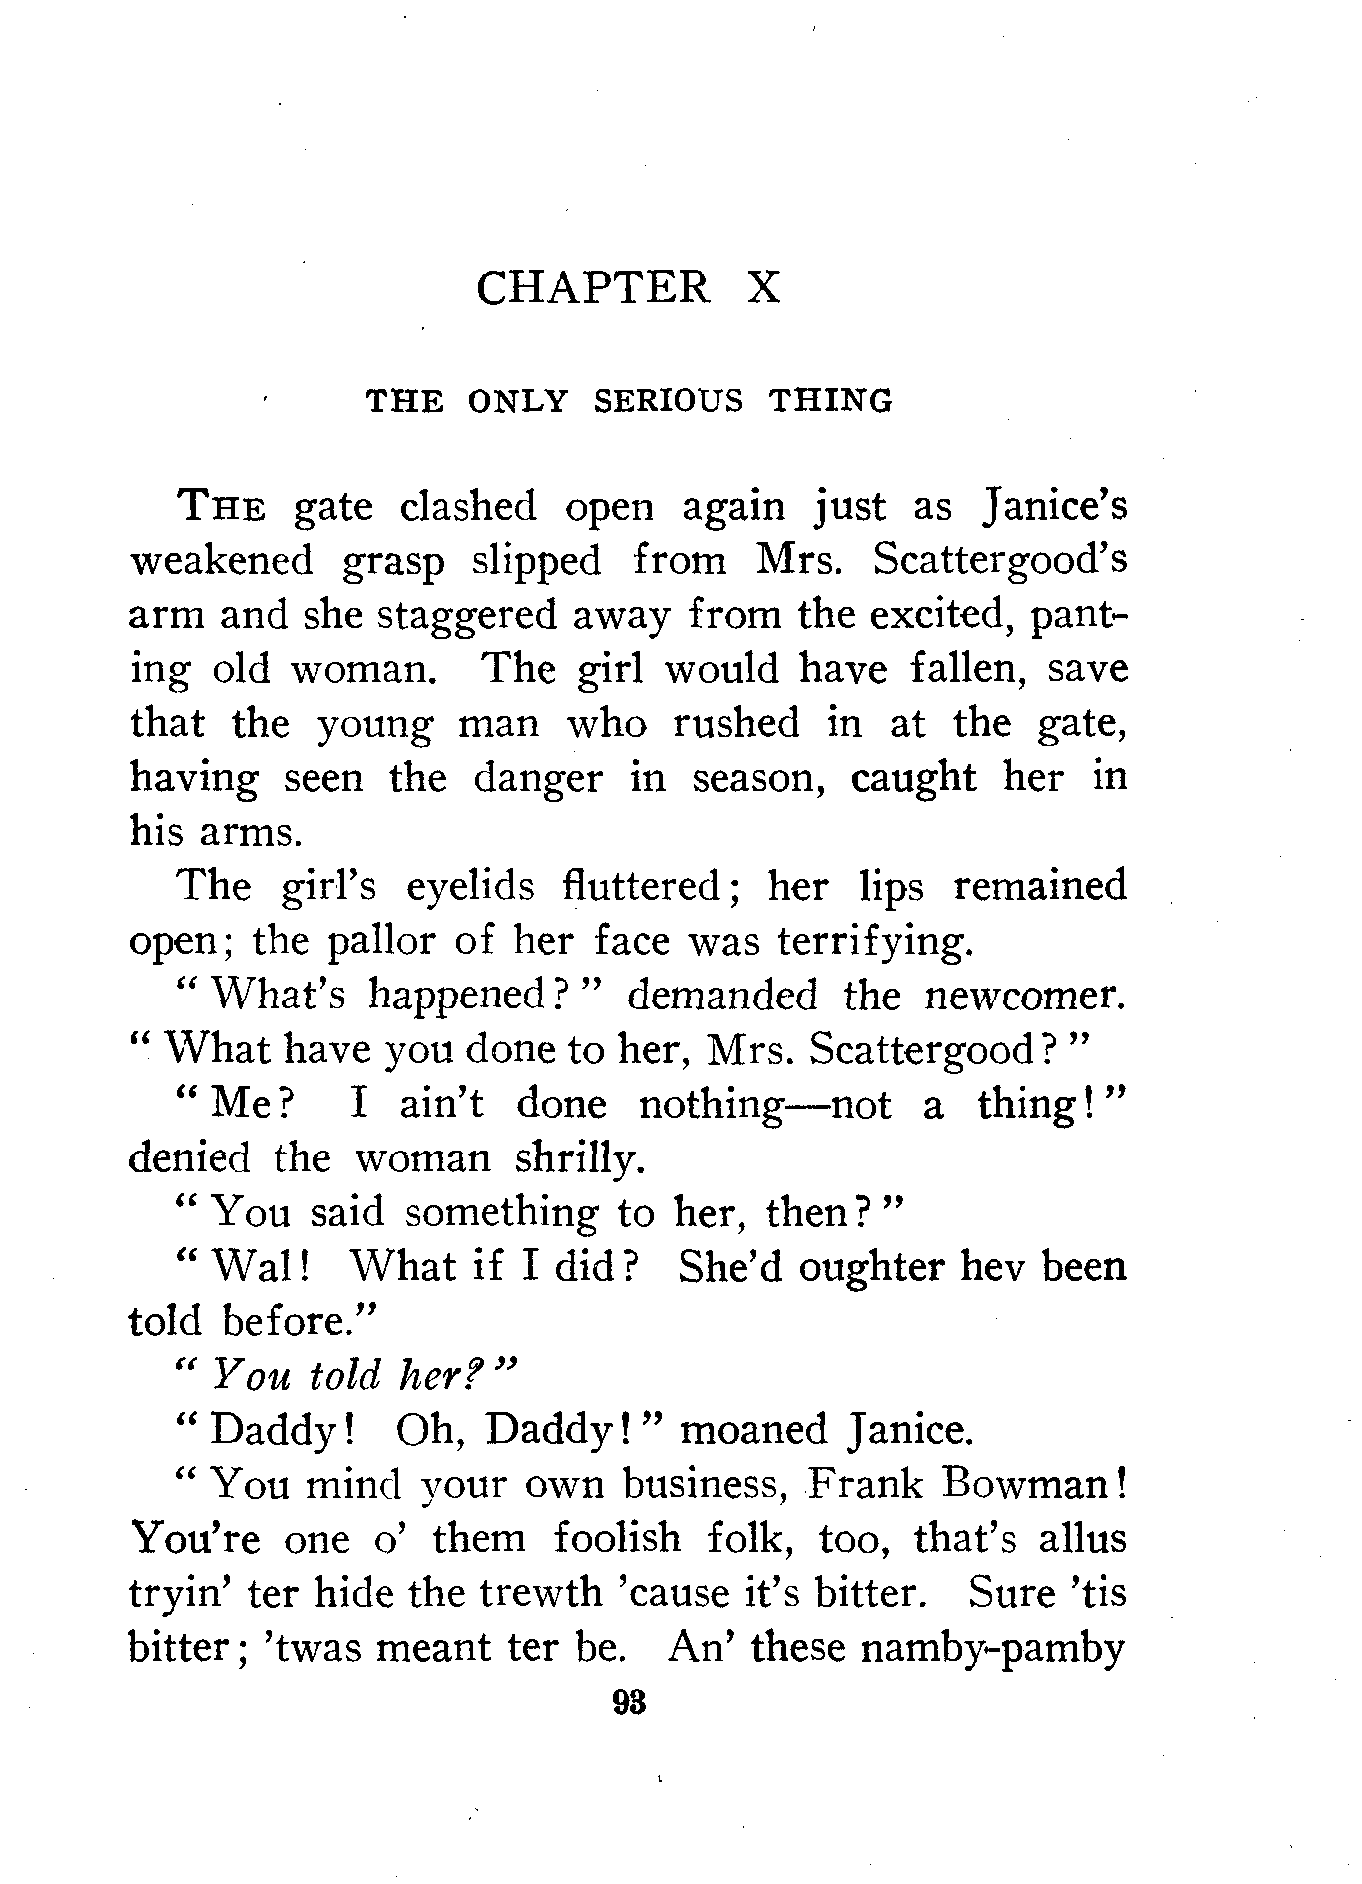 CHAPTER X
THE ONLY SERIOUS THING
THE gate clashed open again just as Janice's
weakened grasp slipped from Mrs. Scattergood's
arm and she staggered away from the excited, pant-
ing old woman. The girl would have fallen, save
that the young man who rushed in at the gate,
having seen the danger in season, caught her in
his arms.
The girl's eyelids fluttered; her lips remained
open; the pallor of her face was terrifying.
" What's happened? " demanded the newcomer.
" What have you done to her, Mrs. Scattergood? "
" Me? I ain't done nothing—not a thing! "
denied the woman shrilly.
" You said something to her, then? "
" Wal! What if I did? She'd oughter hev been
told before."
" You told her? "
" Daddy! Oh, Daddy! " moaned Janice.
" You mind your own business, Frank Bowman!
You're one o' them foolish folk, too, that's allus
tryin' ter hide the trewth 'cause it's bitter. Sure 'tis
bitter; 'twas meant ter be. An' these namby-pamby
93